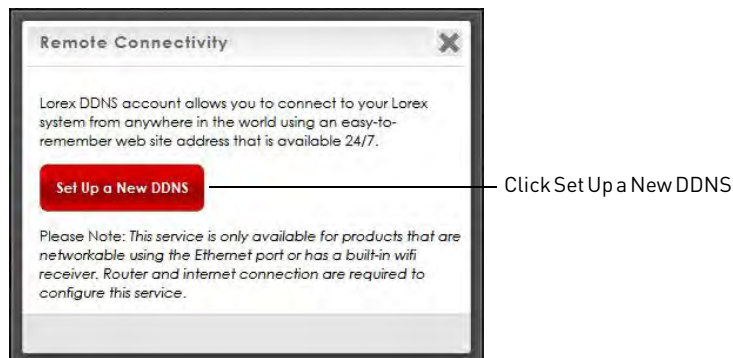 Remote Connectivity
Lorex DDNS account allows you to connect to your Lorex
system from anywhere in the world using an easy-to-
remember web site address that is available 24/7.
Set Up a New DDNS
Click Set Up a New DDNS
Please Note: This service is only available for products that are
networkable using the Ethernet port or has a built-in wifi
receiver. Router and internet connection are required to
configure this service.